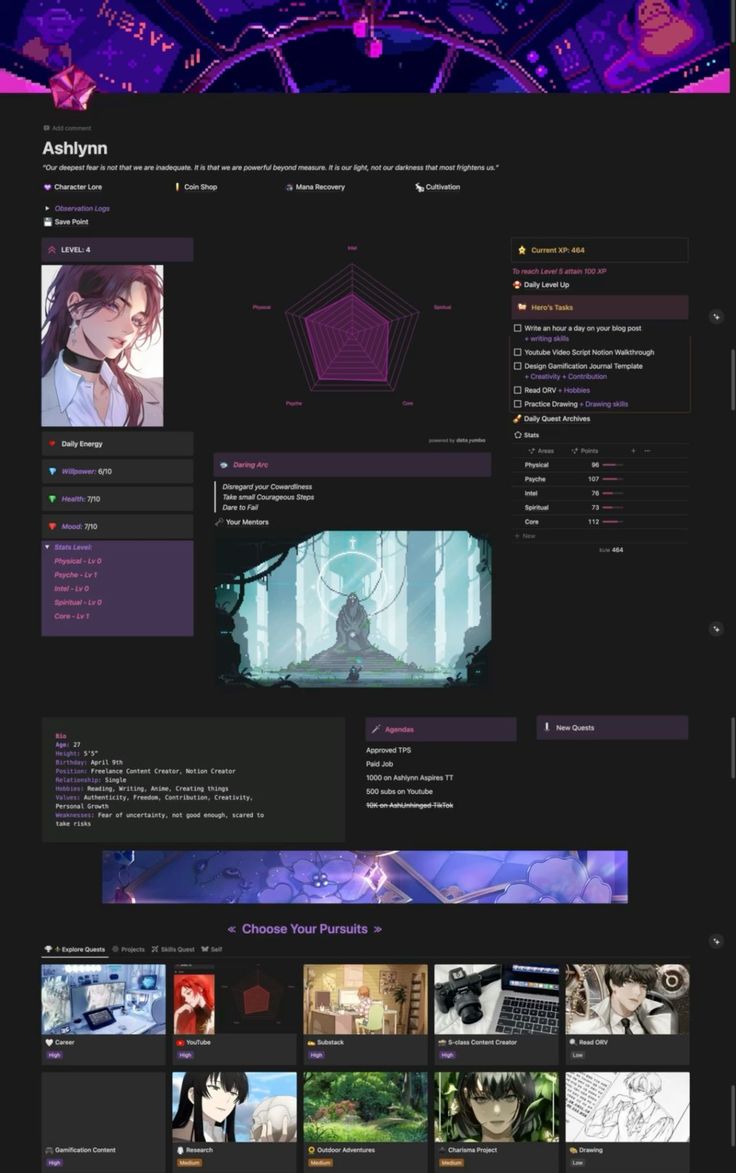 Add comment
Ashlynn
"Our deepest fear is not that we are inadequate. It is that we are powerful beyond measure. It is our light, not our darkness that most frightens us."
Character Lore
Coin Shop
Mana Recovery
Cultivation
Observation Logs
Save Point
LEVEL: 4
Daily Energy
Willpower: 6/10
Health: 7/10
Mood: 7/10
Stats Level:
Physical - Lv 0
Psyche - Lv 1
Intel - Lv 0
Spiritual - Lv 0
Core - Lv 1
Intel
Physical
Spiritual
Psyche
Core
powered by data jumbo
Daring Arc
Disregard your Cowardliness
Take small Courageous Steps
Dare to Fail
Your Mentors
Current XP: 464
To reach Level 5 attain 100 XP
Daily Level Up
Hero's Tasks
Write an hour a day on your blog post
+ writing skills
Youtube Video Script Notion Walkthrough
Design Gamification Journal Template
+ Creativity + Contribution
Read ORV + Hobbies
Practice Drawing + Drawing skills
Daily Quest Archives
Stats
Areas Points + ...
Physical 96
Psyche 107
Intel 76
Spiritual 73
Core 112
+ New
SUM 464
Bio
Age: 27
Height: 5'5"
Birthday: April 9th
Position: Freelance Content Creator, Notion Creator
Relationship: Single
Hobbies: Reading, Writing, Anime, Creating things
Values: Authenticity, Freedom, Contribution, Creativity,
Personal Growth
Weaknesses: Fear of uncertainty, not good enough, scared to
take risks
Agendas
Approved TPS
Paid Job
1000 on Ashlynn Aspires TT
500 subs on Youtube
10K on AshUnhinged TikTok
New Quests
« Choose Your Pursuits »
Explore Quests
Projects
Skills Quest
Self
Career
High
YouTube
High
Substack
High
S-class Content Creator
High
Read ORV
Low
Gamification Content
High
Research
Medium
Outdoor Adventures
Medium
Charisma Project
Medium
Drawing
Low